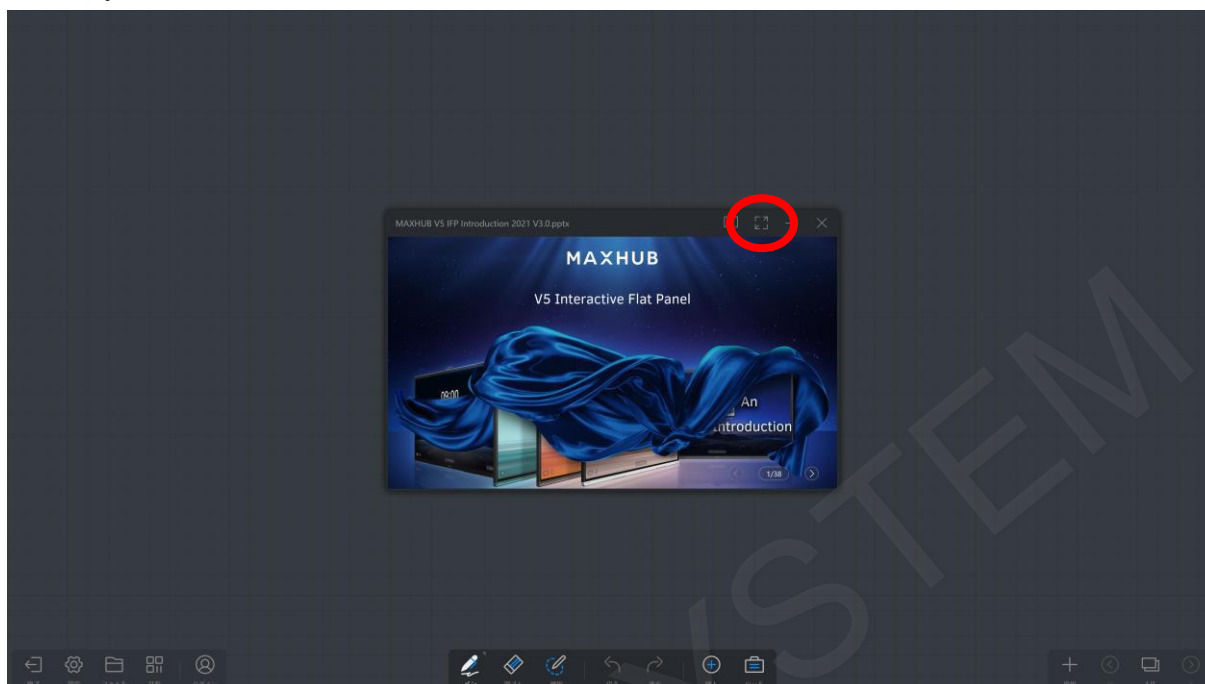 MAXHUB V5 IFP Introduction 2021 V3.0.pptx
MAXHUB
V5 Interactive Flat Panel
09:00
An
Introduction
1/38
YSTEM